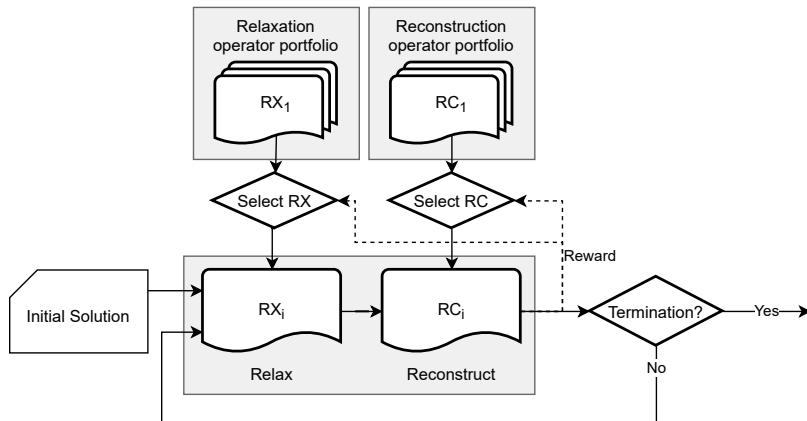 Relaxation
operator portfolio
Reconstruction
operator portfolio
RX1
RC1
Select RX
Select RC
Reward
Initial Solution
RXi
RCi
Termination?
Yes
No
Relax
Reconstruct